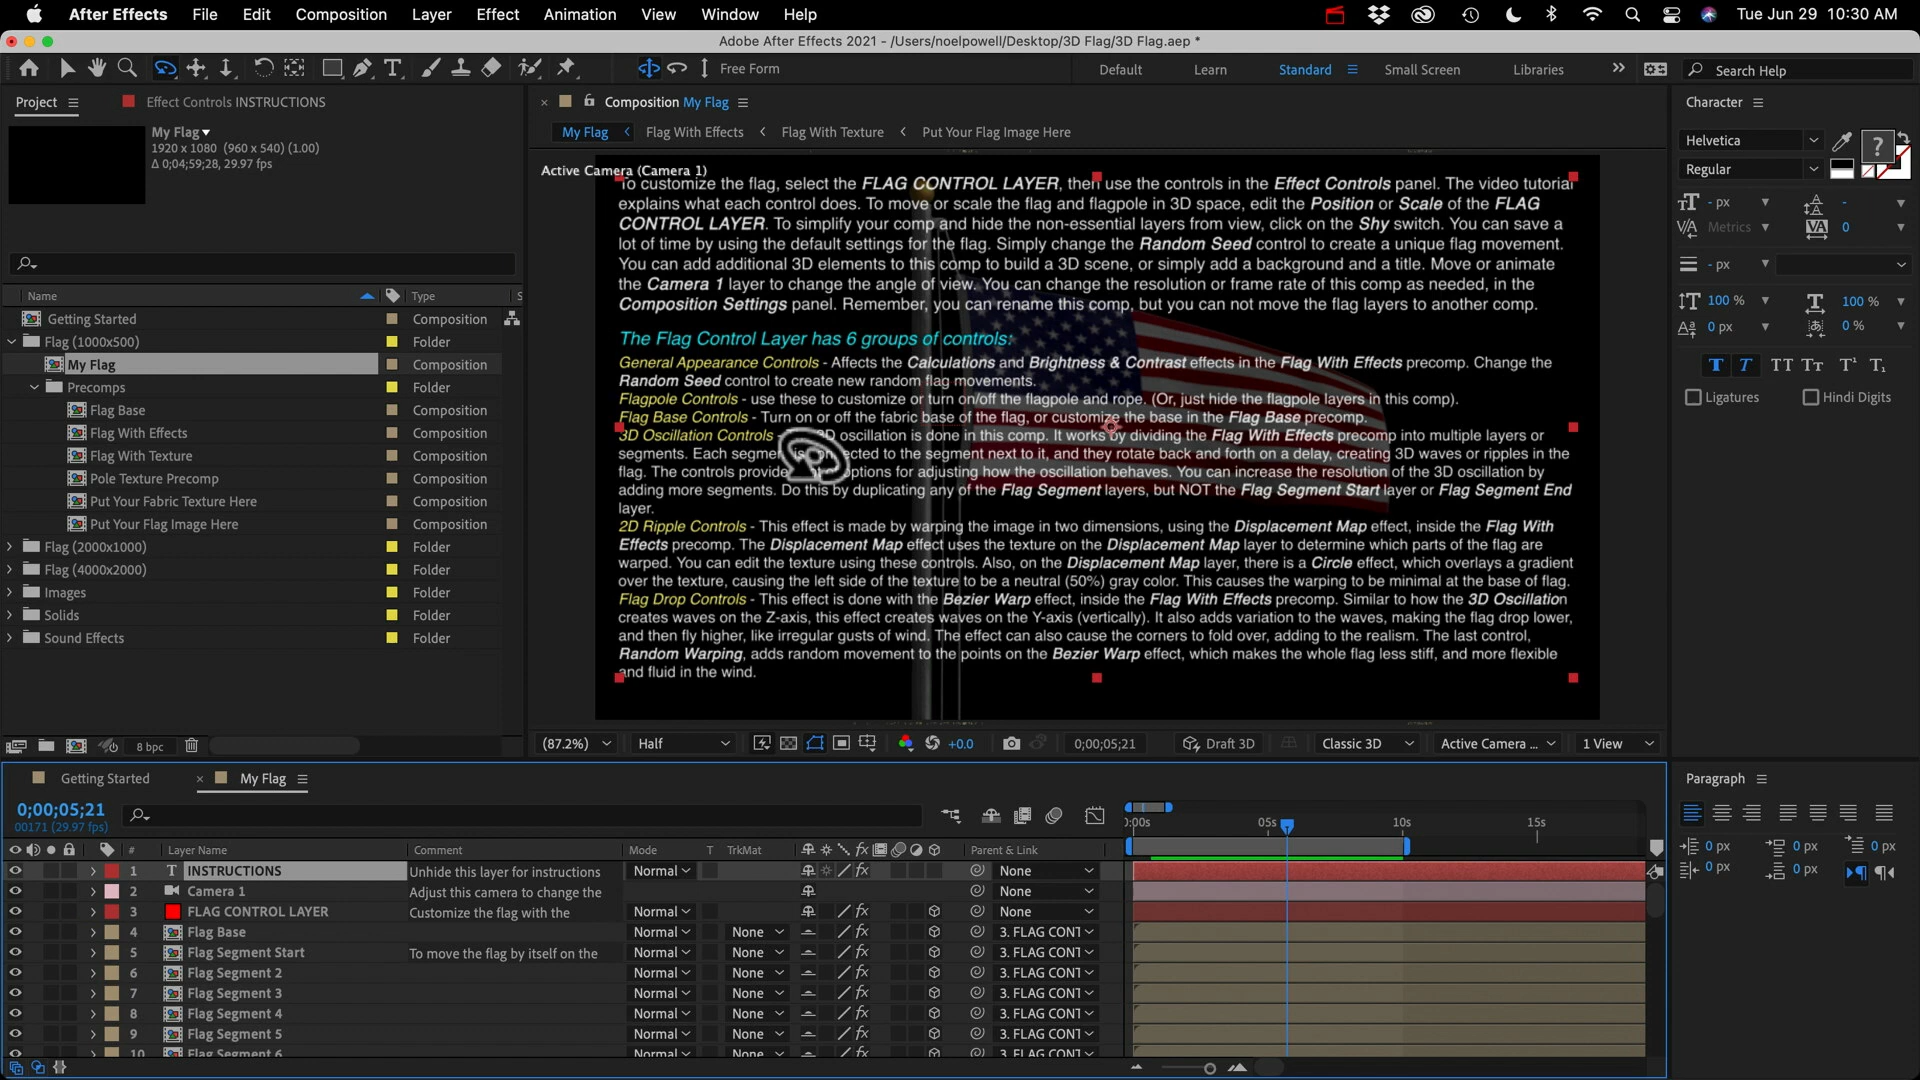 After Effects File Edit Composition Layer Effect Animation View Window Help Tue Jun 29 10:30 AM
Adobe After Effects 2021 - /Users/noelpowell/Desktop/3D Flag/3D Flag.aep *
Free Form Default Learn Standard Small Screen Libraries Search Help
Project Effect Controls INSTRUCTIONS
Composition My Flag
Character
My Flag
1920 x 1080 (960 x 540) (1.00)
Δ 0;04;59;28, 29.97 fps
My Flag Flag With Effects Flag With Texture Put Your Flag Image Here
Helvetica
Regular
- px -
Metrics 0
- px
100 % 100 %
0 px 0 %
Ligatures Hindi Digits
Name Type S
Getting Started Composition
Flag (1000x500) Folder
My Flag Composition
Precomps Folder
Flag Base Composition
Flag With Effects Composition
Flag With Texture Composition
Pole Texture Precomp Composition
Put Your Fabric Texture Here Composition
Put Your Flag Image Here Composition
Flag (2000x1000) Folder
Flag (4000x2000) Folder
Images Folder
Solids Folder
Sound Effects Folder
8 bpc
Active Camera (Camera 1)
To customize the flag, select the FLAG CONTROL LAYER, then use the controls in the Effect Controls panel. The video tutorial
explains what each control does. To move or scale the flag and flagpole in 3D space, edit the Position or Scale of the FLAG
CONTROL LAYER. To simplify your comp and hide the non-essential layers from view, click on the Shy switch. You can save a
lot of time by using the default settings for the flag. Simply change the Random Seed control to create a unique flag movement.
You can add additional 3D elements to this comp to build a 3D scene, or simply add a background and a title. Move or animate
the Camera 1 layer to change the angle of view. You can change the resolution or frame rate of this comp as needed, in the
Composition Settings panel. Remember, you can rename this comp, but you can not move the flag layers to another comp.
The Flag Control Layer has 6 groups of controls:
General Appearance Controls - Affects the Calculations and Brightness & Contrast effects in the Flag With Effects precomp. Change the
Random Seed control to create new random flag movements.
Flagpole Controls - use these to customize or turn on/off the flagpole and rope. (Or, just hide the flagpole layers in this comp).
Flag Base Controls - Turn on or off the fabric base of the flag, or customize the base in the Flag Base precomp.
3D Oscillation Controls - oscillation is done in this comp. It works by dividing the Flag With Effects precomp into multiple layers or
segments. Each segment to the segment next to it, and they rotate back and forth on a delay, creating 3D waves or ripples in the
flag. The controls provide options for adjusting how the oscillation behaves. You can increase the resolution of the 3D oscillation by
adding more segments. Do this by duplicating any of the Flag Segment layers, but NOT the Flag Segment Start layer or Flag Segment End
layer.
2D Ripple Controls - This effect is made by warping the image in two dimensions, using the Displacement Map effect, inside the Flag With
Effects precomp. The Displacement Map effect uses the texture on the Displacement Map layer to determine which parts of the flag are
warped. You can edit the texture using these controls. Also, on the Displacement Map layer, there is a Circle effect, which overlays a gradient
over the texture, causing the left side of the texture to be a neutral (50%) gray color. This causes the warping to be minimal at the base of flag.
Flag Drop Controls - This effect is done with the Bezier Warp effect, inside the Flag With Effects precomp. Similar to how the 3D Oscillation
creates waves on the Z-axis, this effect creates waves on the Y-axis (vertically). It also adds variation to the waves, making the flag drop lower,
and then fly higher, like irregular gusts of wind. The effect can also cause the corners to fold over, adding to the realism. The last control,
Random Warping, adds random movement to the points on the Bezier Warp effect, which makes the whole flag less stiff, and more flexible
and fluid in the wind.
(87.2%) Half +0.0 0;00;05;21 Draft 3D Classic 3D Active Camera ... 1 View
Getting Started My Flag
Paragraph
0 px 0 px 0 px
0 px 0 px
0;00;05;21
00171 (29.97 fps)
05s 10s 15s
# Layer Name Comment Mode T TrkMat Parent & Link
1 T INSTRUCTIONS Unhide this layer for instructions Normal None
2 Camera 1 Adjust this camera to change the None
3 FLAG CONTROL LAYER Customize the flag with the Normal None
4 Flag Base Normal None 3. FLAG CONT
5 Flag Segment Start To move the flag by itself on the Normal None 3. FLAG CONT
6 Flag Segment 2 Normal None 3. FLAG CONT
7 Flag Segment 3 Normal None 3. FLAG CONT
8 Flag Segment 4 Normal None 3. FLAG CONT
9 Flag Segment 5 Normal None 3. FLAG CONT
10 Flag Segment 6 Normal None 3. FLAG CONT